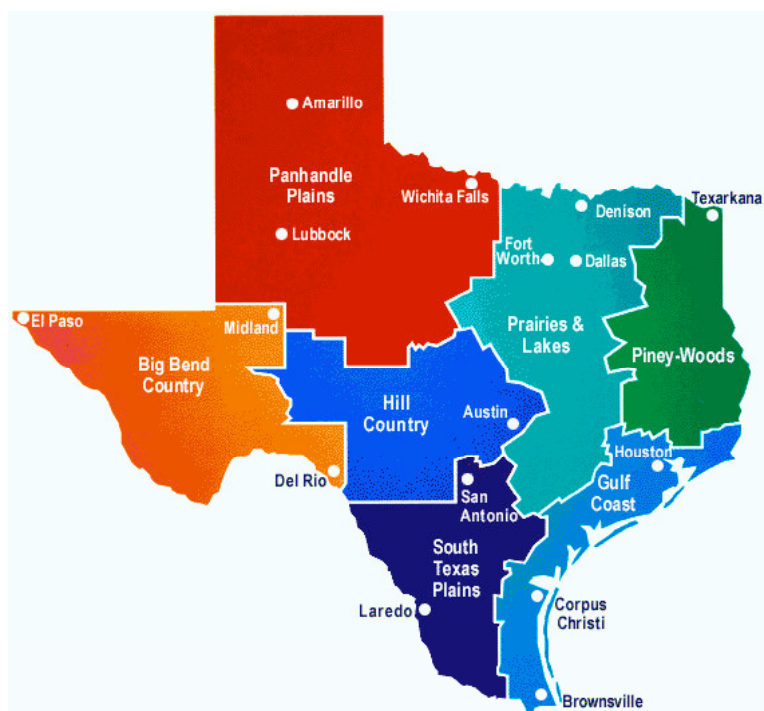 Amarillo
Panhandle
Plains
Wichita Falls
Texarkana
Denison
Lubbock
Fort
Worth
Dallas
El Paso
Midland
Prairies &
Lakes
Piney-Woods
Big Bend
Country
Hill
Country
Austin
Houston
Del Rio
San
Antonio
Gulf
Coast
South
Texas
Plains
Laredo
Corpus
Christi
Brownsville